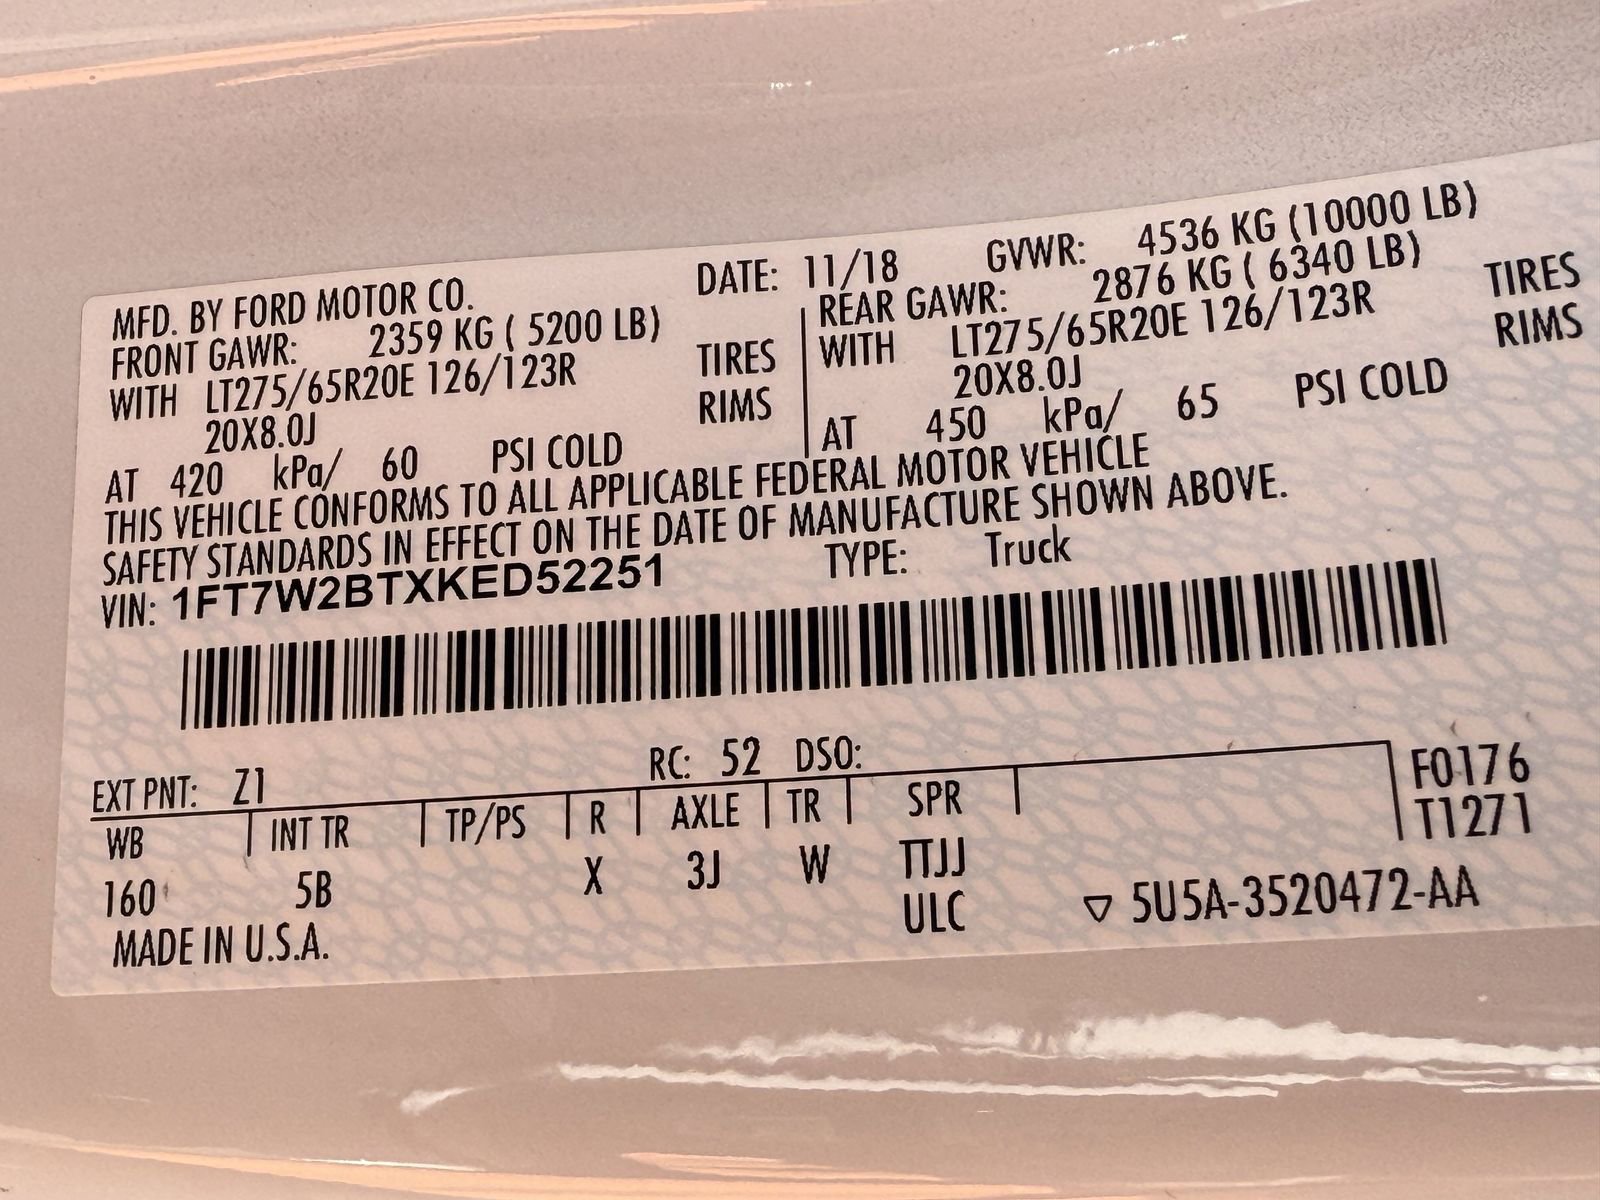 MFD. BY FORD MOTOR CO. DATE: 11/18 GVWR: 4536 KG (10000 LB)
FRONT GAWR: 2359 KG ( 5200 LB) REAR GAWR: 2876 KG ( 6340 LB)
WITH LT275/65R20E 126/123R TIRES WITH LT275/65R20E 126/123R TIRES
20X8.0J RIMS 20X8.0J RIMS
AT 420 kPa/ 60 PSI COLD AT 450 kPa/ 65 PSI COLD
THIS VEHICLE CONFORMS TO ALL APPLICABLE FEDERAL MOTOR VEHICLE
SAFETY STANDARDS IN EFFECT ON THE DATE OF MANUFACTURE SHOWN ABOVE.
VIN: 1FT7W2BTXKED52251 TYPE: Truck
EXT PNT: Z1 RC: 52 DSO: F0176
WB INT TR TP/PS R AXLE TR SPR T1271
160 5B X 3J W TTJJ
ULC ▽ 5U5A-3520472-AA
MADE IN U.S.A.